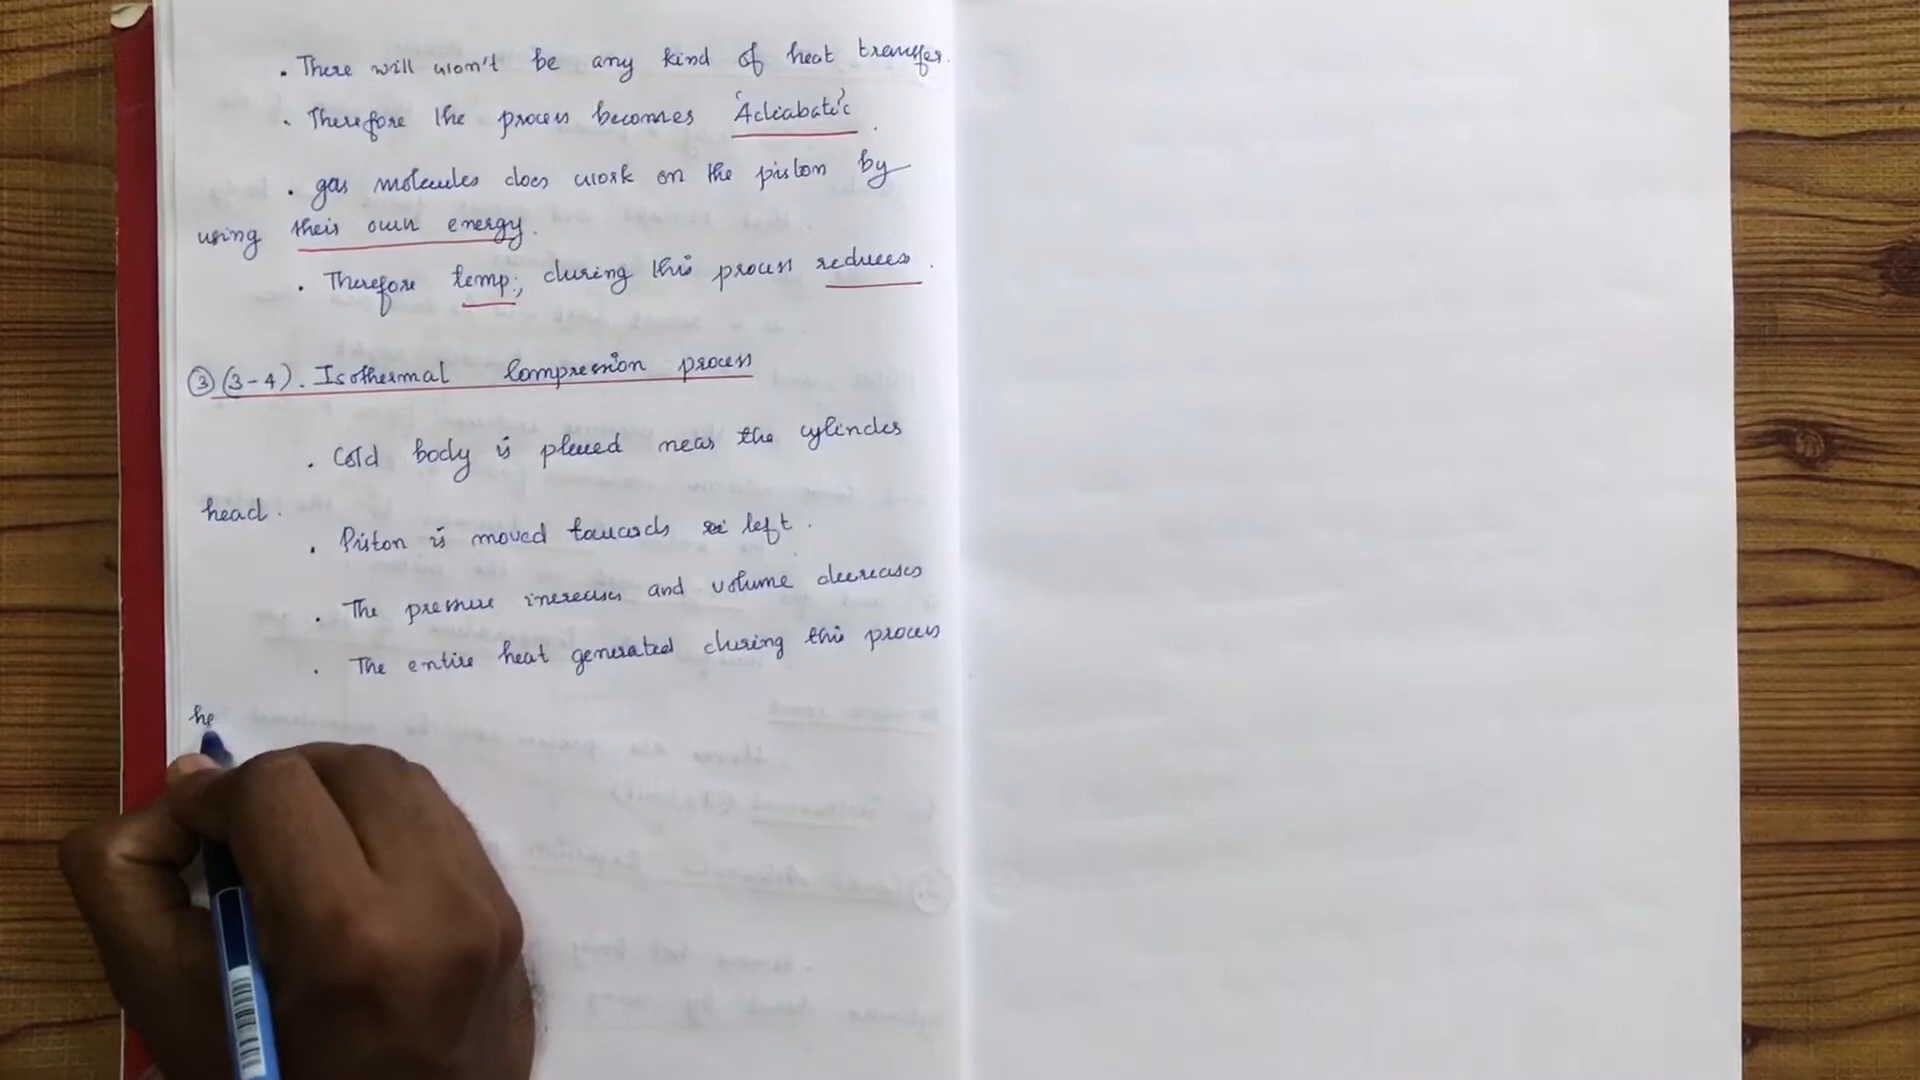 . There will won't be any kind of heat transfer.
. Therefore the process becomes 'Adiabatic'.
. gas molecules does work on the piston by
using their own energy.
. Therefore temp:, during this process reduces.
③ (3-4). Isothermal Compression process
. Cold body is placed near the cylinder
head.
. Piston is moved towards left.
. The pressure increases and volume decreases
. The entire heat generated during this process
he